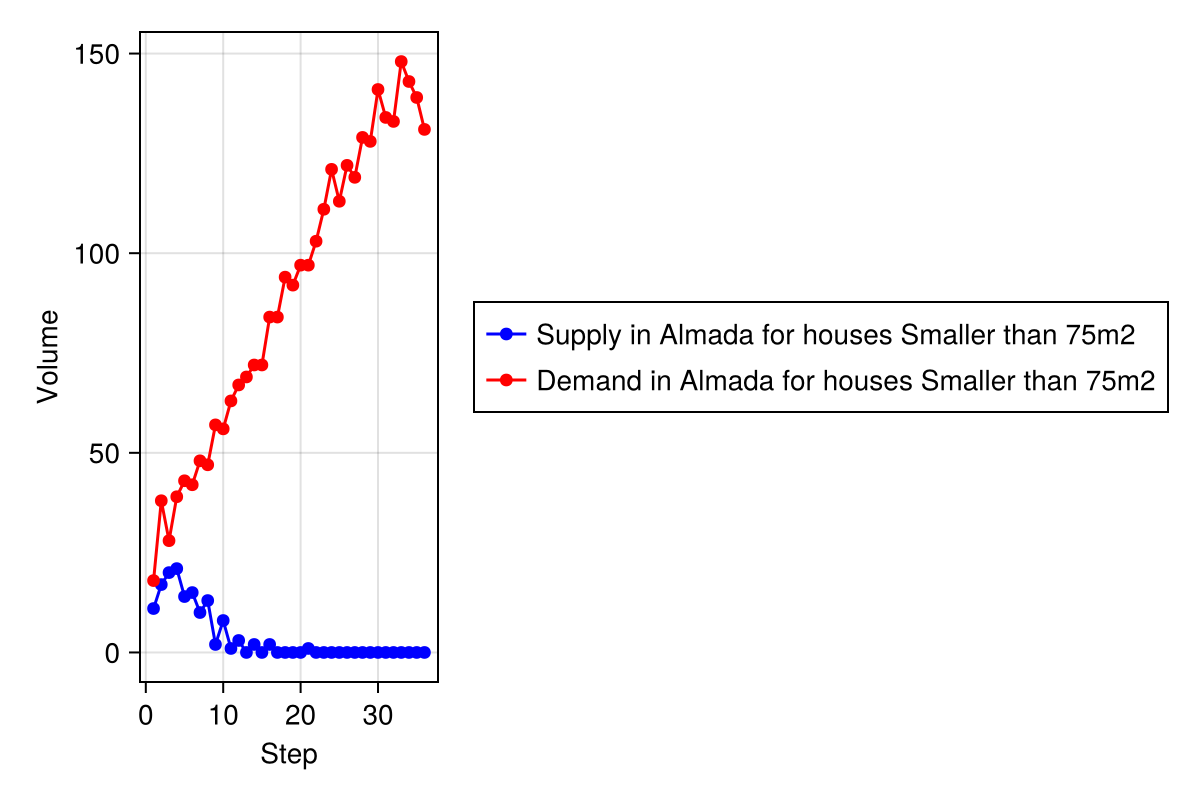 150
100
50
0
Volume
0 10 20 30
Step
Supply in Almada for houses Smaller than 75m2
Demand in Almada for houses Smaller than 75m2